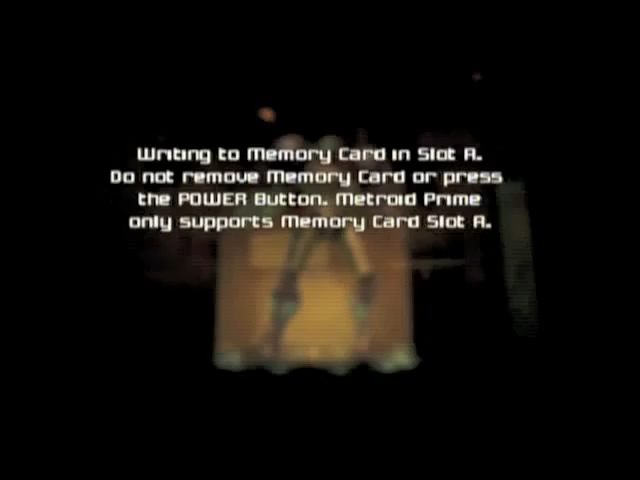 Writing to Memory Card in Slot A.
Do not remove Memory Card or press
the POWER Button. Metroid Prime
only supports Memory Card Slot A.